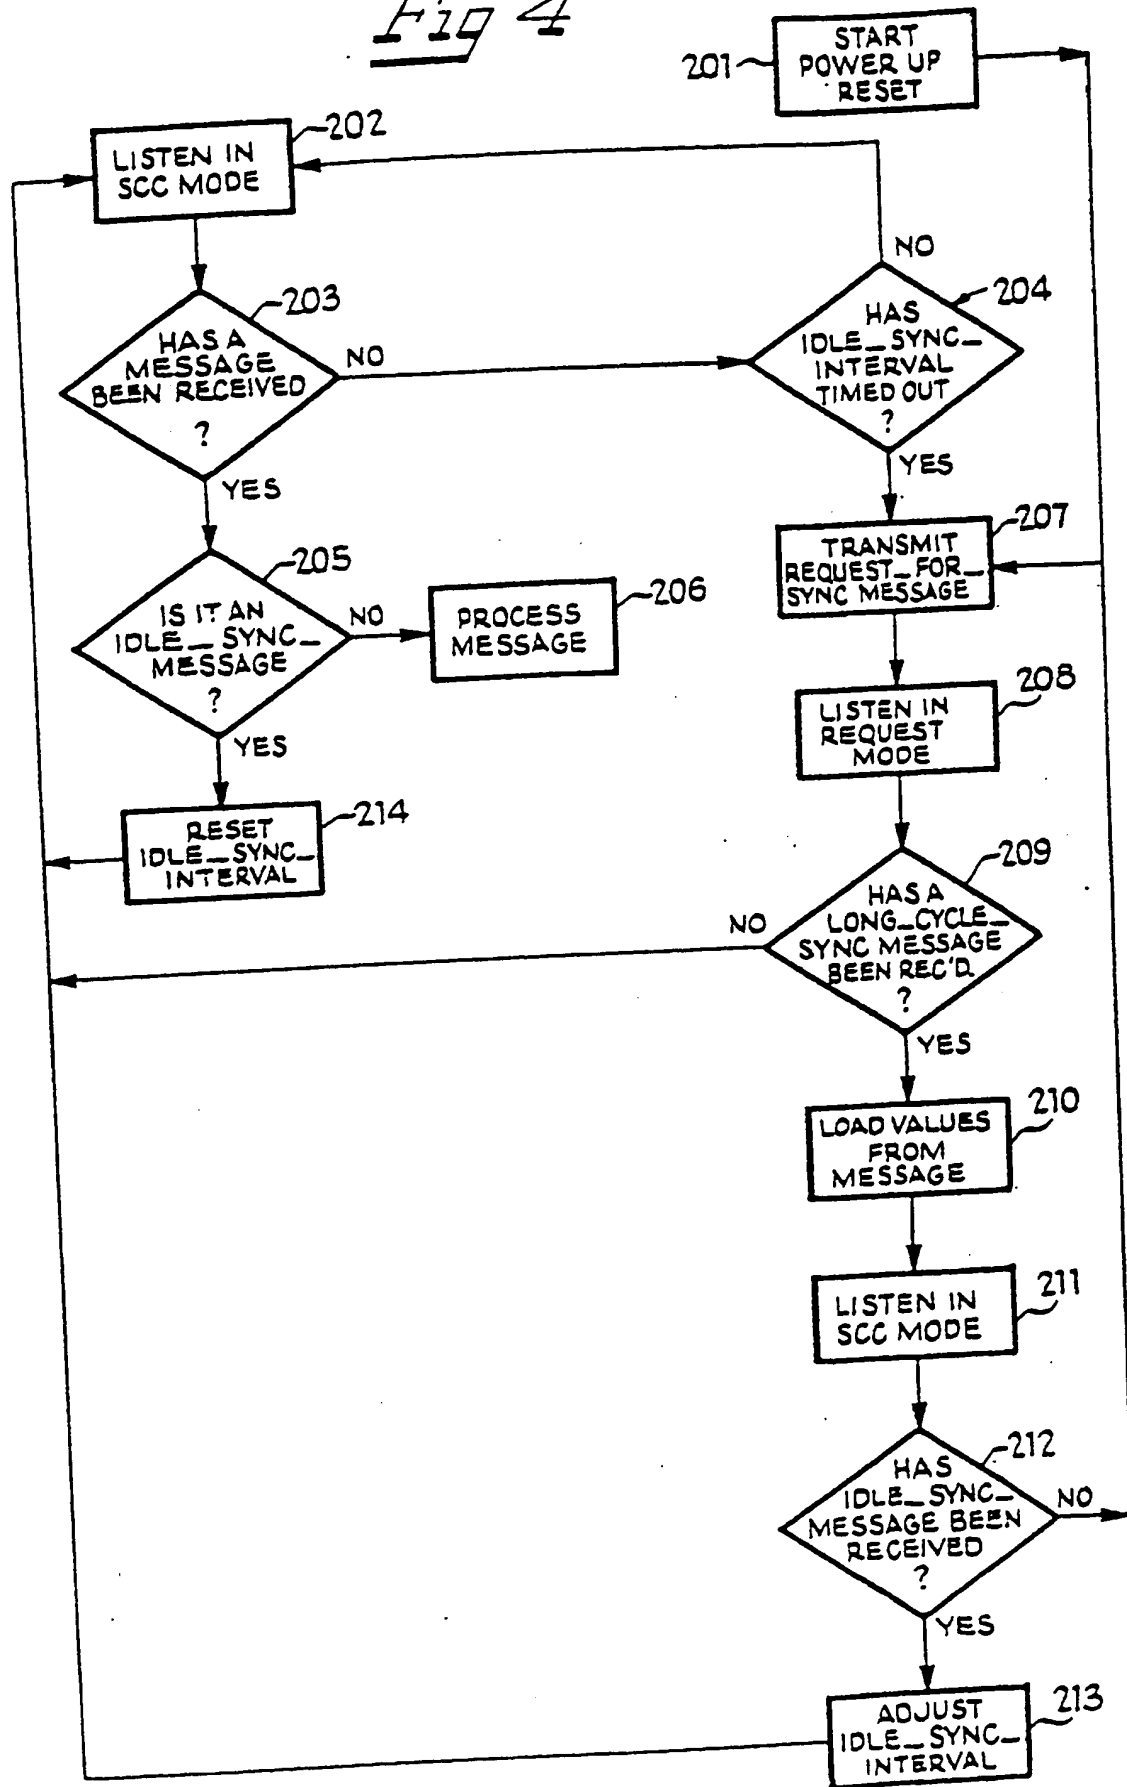 Fig 4
START
POWER UP
RESET
201
202
LISTEN IN
SCC MODE
NO
203
204
HAS A
MESSAGE
BEEN RECEIVED
?
NO
HAS
IDLE_SYNC_
INTERVAL
TIMED OUT
?
YES
YES
205
207
TRANSMIT
REQUEST_FOR_
SYNC MESSAGE
IS IT AN
IDLE_SYNC_
MESSAGE
?
NO
PROCESS
MESSAGE
206
208
LISTEN IN
REQUEST
MODE
YES
214
RESET
IDLE_SYNC_
INTERVAL
209
HAS A
LONG_CYCLE_
SYNC MESSAGE
BEEN REC'D.
?
NO
YES
210
LOAD VALUES
FROM
MESSAGE
211
LISTEN IN
SCC MODE
212
HAS
IDLE_SYNC_
MESSAGE BEEN
RECEIVED
?
NO
YES
213
ADJUST
IDLE_SYNC_
INTERVAL